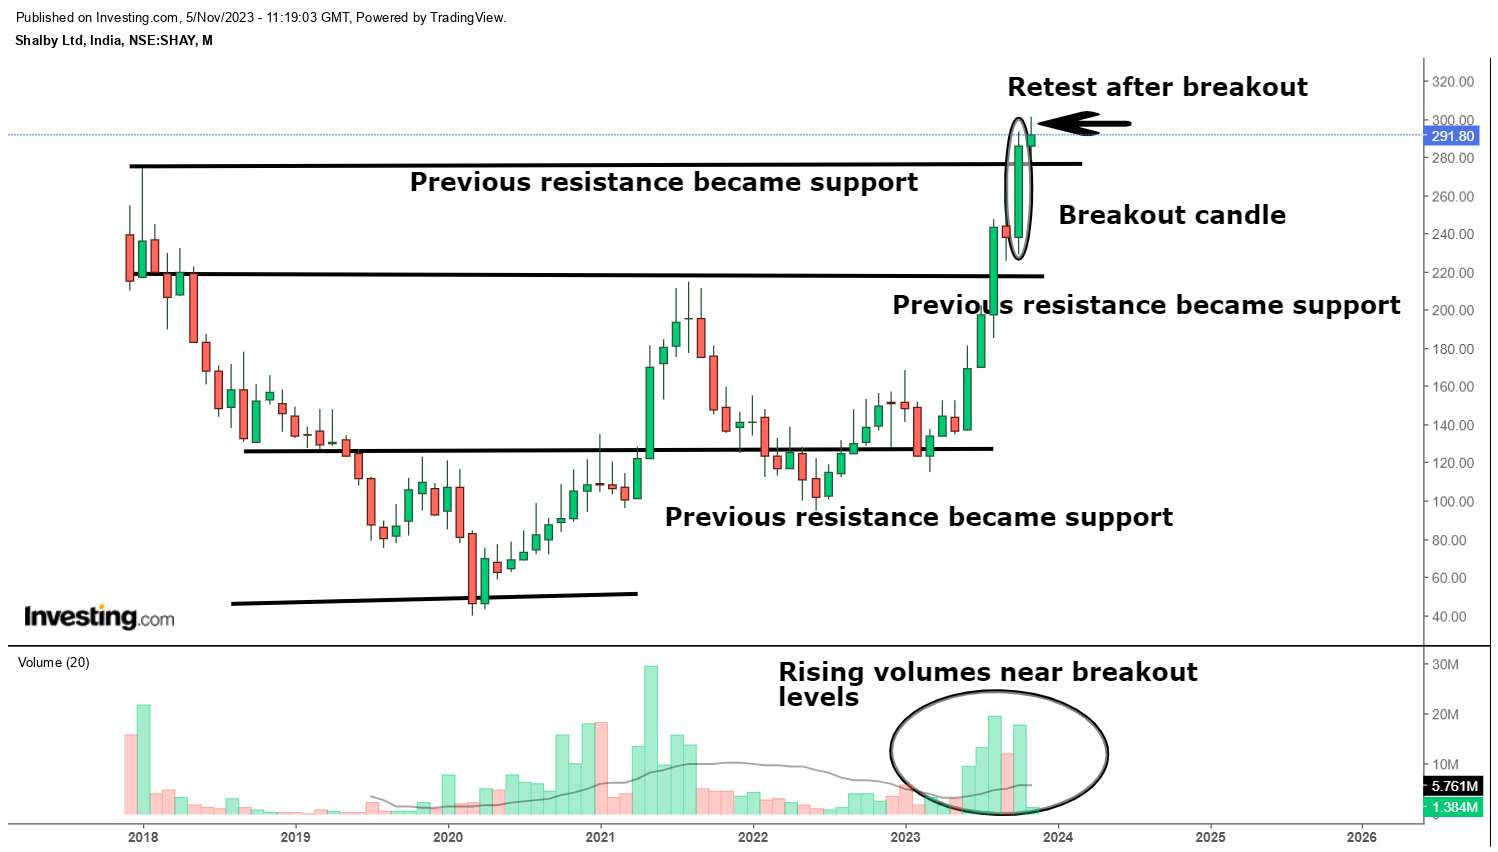 Published on Investing.com, 5/Nov/2023 - 11:19:03 GMT, Powered by TradingView.
Shalby Ltd, India, NSE:SHAY, M
Retest after breakout
Previous resistance became support
Breakout candle
Previous resistance became support
Previous resistance became support
320.00
300.00
291.80
280.00
260.00
240.00
220.00
200.00
180.00
160.00
140.00
120.00
100.00
80.00
60.00
40.00
Investing.com
Volume (20)
Rising volumes near breakout
levels
30M
20M
10M
5.761M
1.384M
0
2018 2019 2020 2021 2022 2023 2024 2025 2026